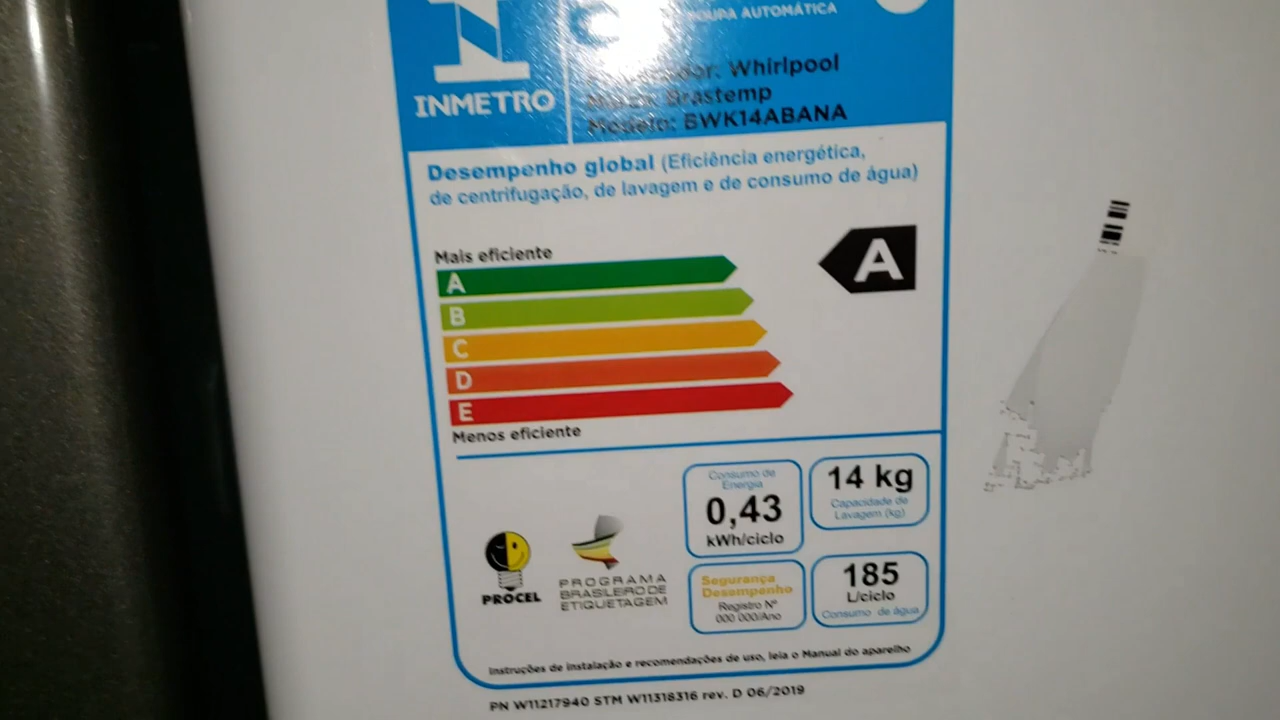 ROUPA AUTOMÁTICA
Whirlpool
Brastemp
Modelo: BWK14ABANA
INMETRO
Desempenho global (Eficiência energética,
de centrifugação, de lavagem e de consumo de água)
Mais eficiente
A
A
B
C
D
E
Menos eficiente
Consumo de
Energia
0,43
kWh/ciclo
14 kg
Capacidade de
Lavagem (kg)
PROCEL
PROGRAMA
BRASILEIRO DE
ETIQUETAGEM
Segurança
Desempenho
Registro Nº
000 000/Ano
185
L/ciclo
Consumo de água
Instruções de instalação e recomendações de uso, leia o Manual do aparelho
PN W11217940 STM W11318316 rev. D 06/2019